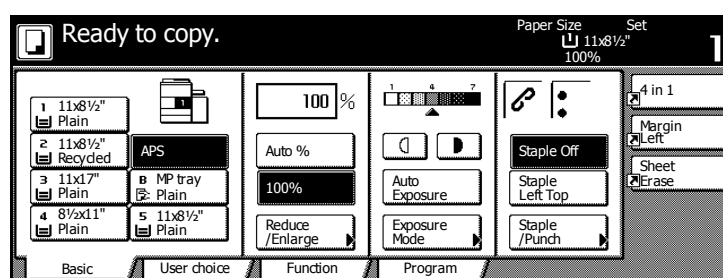 Ready to copy.
Paper Size
Set
11x8½"
100%
1
1 11x8½"
Plain
2 11x8½"
Recycled
3 11x17"
Plain
4 8½x11"
Plain
1
APS
B MP tray
Plain
5 11x8½"
Plain
100 %
Auto %
100%
Reduce
/Enlarge
1 4 7
Auto
Exposure
Exposure
Mode
Staple Off
Staple
Left Top
Staple
/Punch
4 in 1
Margin
Left
Sheet
Erase
Basic
User choice
Function
Program